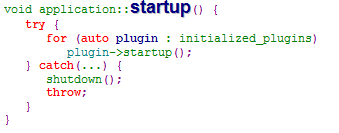 void application::startup() {
try {
for (auto plugin : initialized_plugins)
plugin->startup();
} catch(...) {
shutdown();
throw;
}
}